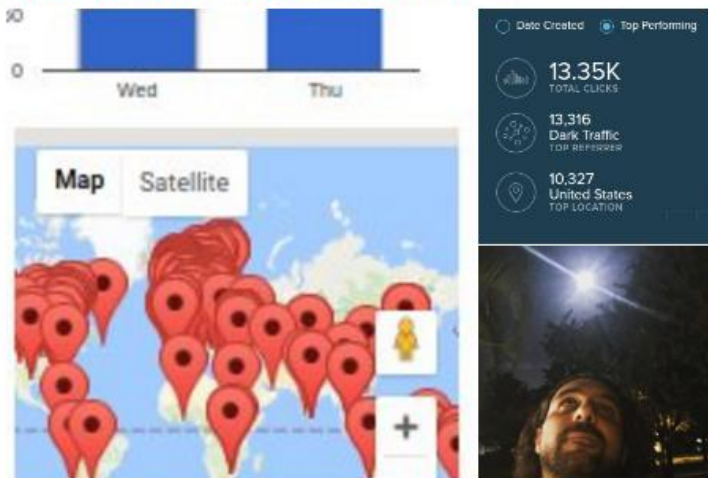 50
0
Wed Thu
Map Satellite
+
Date Created Top Performing
13.35K
TOTAL CLICKS
13,316
Dark Traffic
TOP REFERRER
10,327
United States
TOP LOCATION